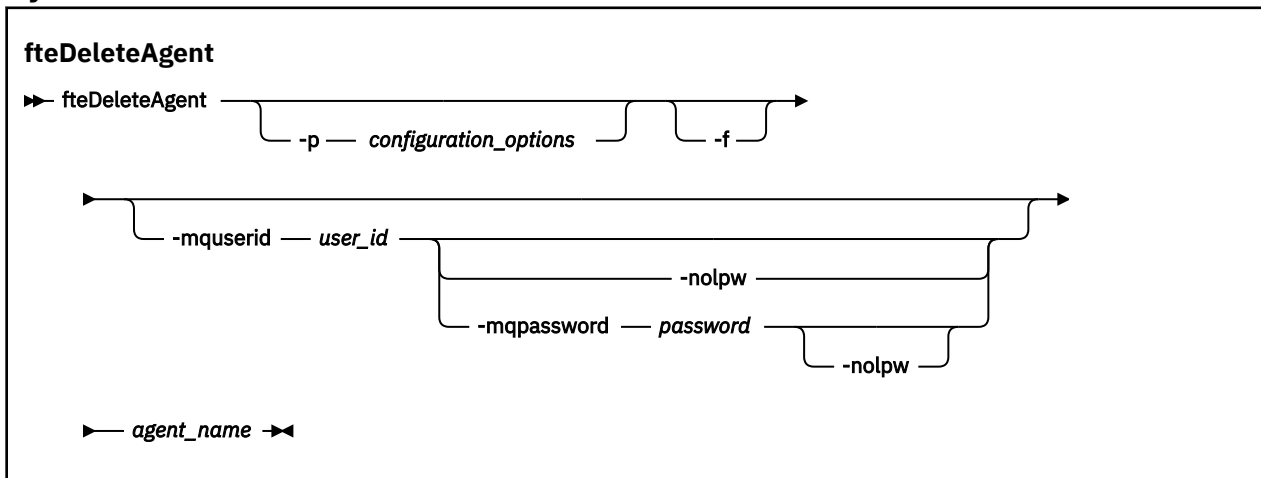 fteDeleteAgent
fteDeleteAgent
-p configuration_options -f
-mquserid user_id
-nolpw
-mqpassword password
-nolpw
agent_name